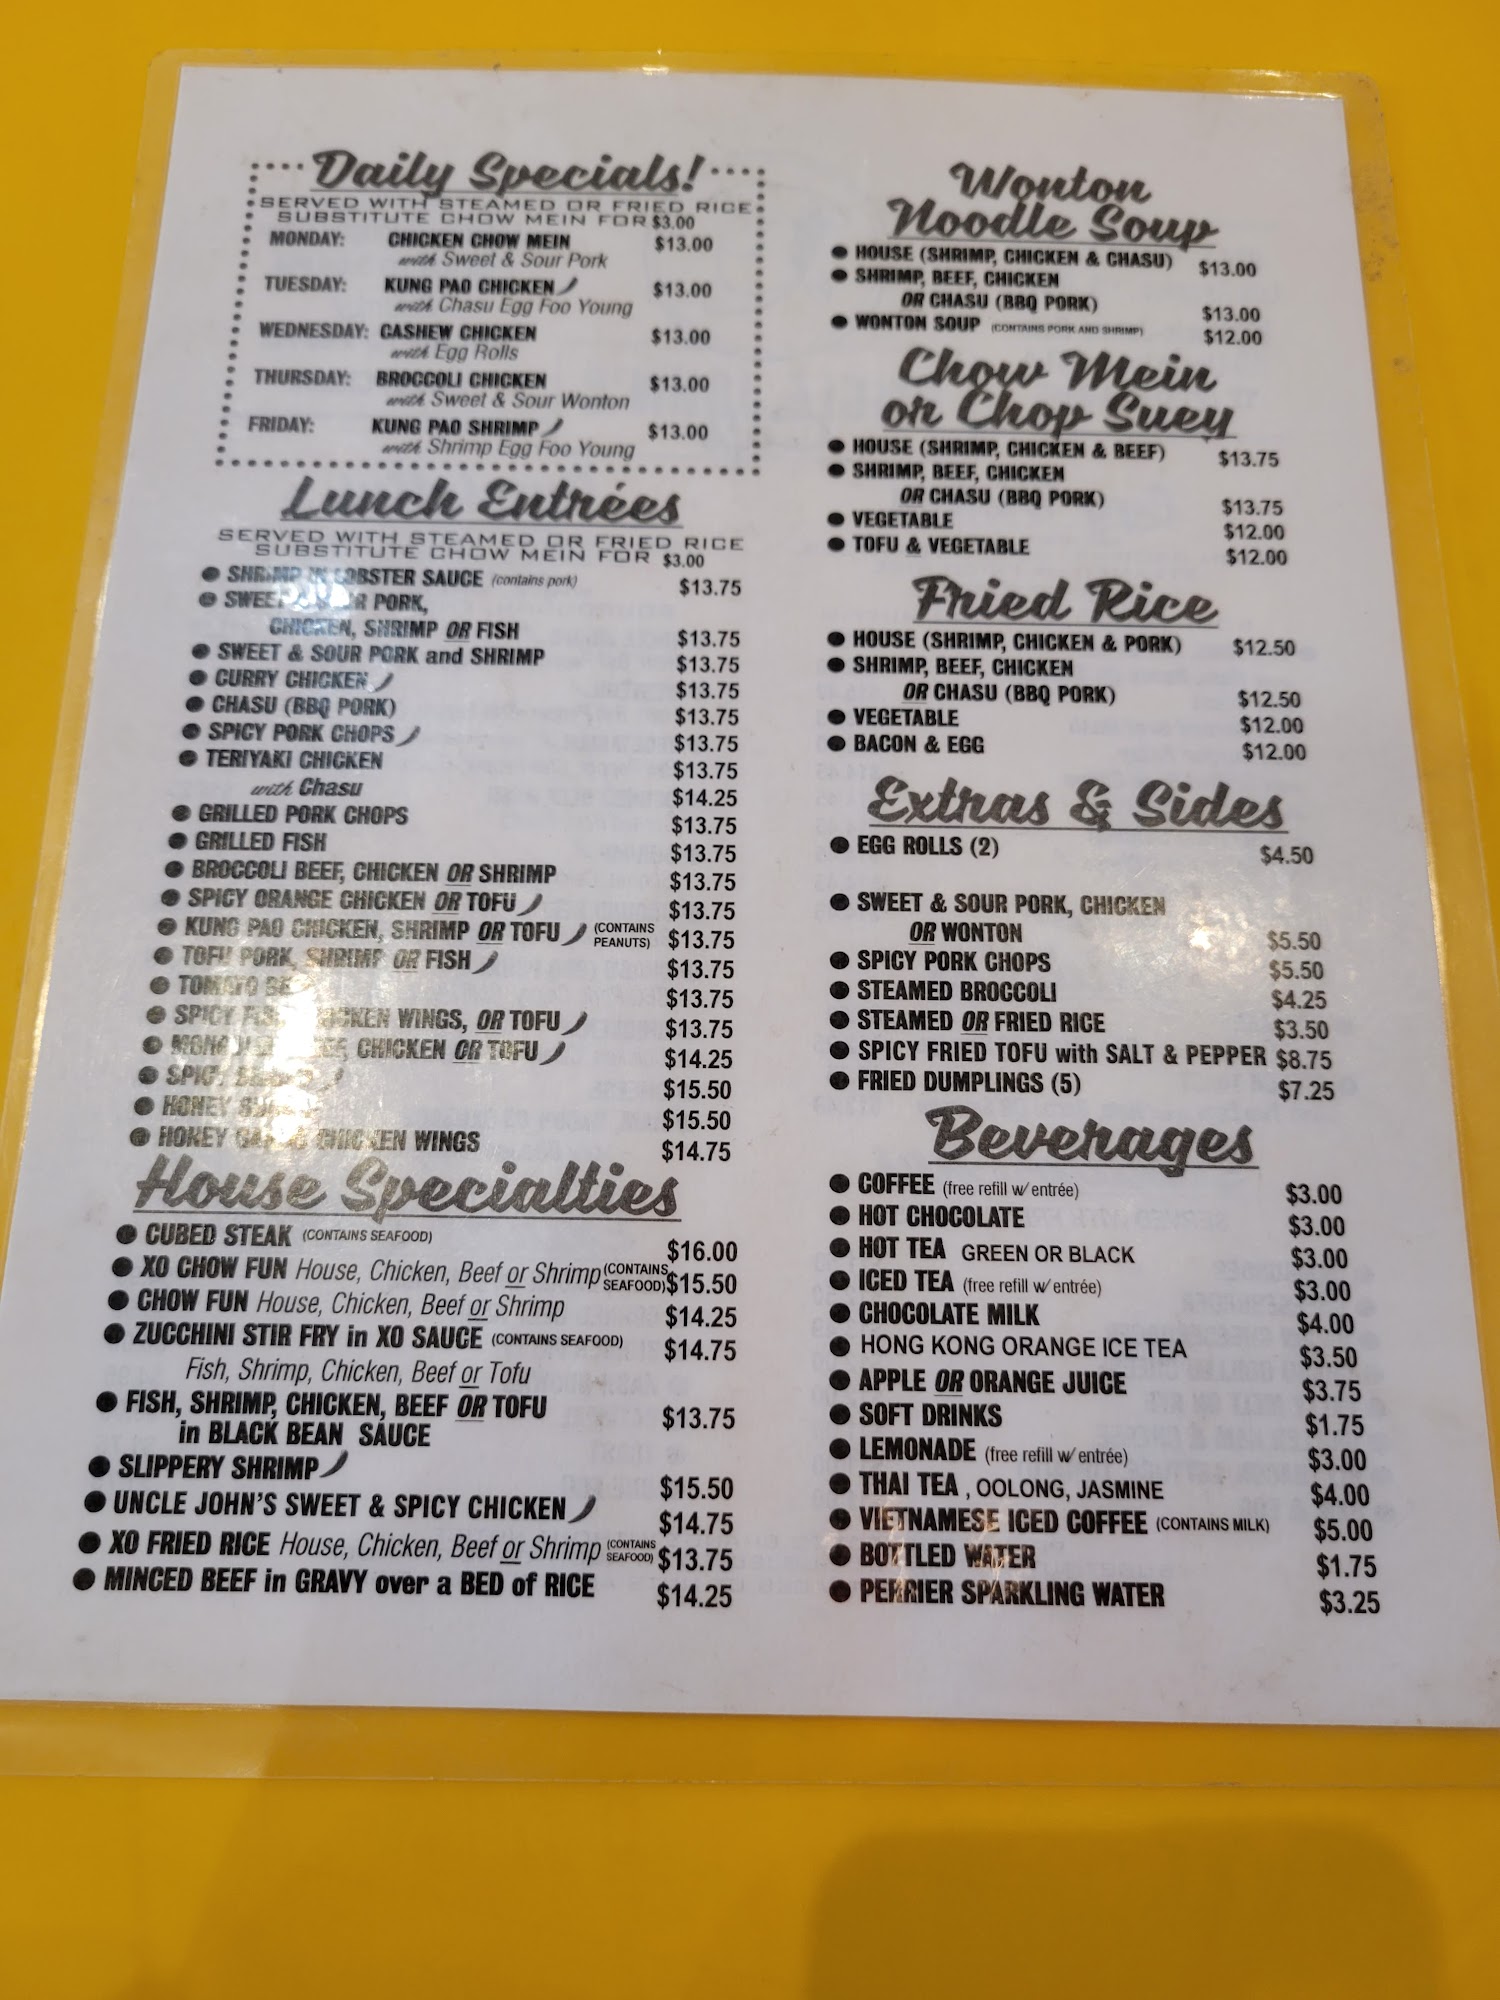 Daily Specials!
SERVED WITH STEAMED OR FRIED RICE
SUBSTITUTE CHOW MEIN FOR $3.00
MONDAY: CHICKEN CHOW MEIN $13.00
with Sweet & Sour Pork
TUESDAY: KUNG PAO CHICKEN $13.00
with Chasu Egg Foo Young
WEDNESDAY: CASHEW CHICKEN $13.00
with Egg Rolls
THURSDAY: BROCCOLI CHICKEN $13.00
with Sweet & Sour Wonton
FRIDAY: KUNG PAO SHRIMP $13.00
with Shrimp Egg Foo Young
Lunch Entrées
SERVED WITH STEAMED OR FRIED RICE
SUBSTITUTE CHOW MEIN FOR $3.00
● SHRIMP IN LOBSTER SAUCE (contains pork) $13.75
● SWEET & SOUR PORK,
CHICKEN, SHRIMP OR FISH $13.75
● SWEET & SOUR PORK and SHRIMP $13.75
● CURRY CHICKEN $13.75
● CHASU (BBQ PORK) $13.75
● SPICY PORK CHOPS $13.75
● TERIYAKI CHICKEN $13.75
with Chasu $14.25
● GRILLED PORK CHOPS $13.75
● GRILLED FISH $13.75
● BROCCOLI BEEF, CHICKEN OR SHRIMP $13.75
● SPICY ORANGE CHICKEN OR TOFU $13.75
● KUNG PAO CHICKEN, SHRIMP OR TOFU (CONTAINS PEANUTS) $13.75
● TOFU PORK, SHRIMP OR FISH $13.75
● TOMATO $13.75
● SPICY CHICKEN WINGS, OR TOFU $13.75
● CHICKEN OR TOFU $14.25
● SPICY $15.50
● HONEY $15.50
● HONEY CHICKEN WINGS $14.75
House Specialties
● CUBED STEAK (CONTAINS SEAFOOD) $16.00
● XO CHOW FUN House, Chicken, Beef or Shrimp (CONTAINS SEAFOOD) $15.50
● CHOW FUN House, Chicken, Beef or Shrimp $14.25
● ZUCCHINI STIR FRY in XO SAUCE (CONTAINS SEAFOOD) $14.75
Fish, Shrimp, Chicken, Beef or Tofu
● FISH, SHRIMP, CHICKEN, BEEF OR TOFU $13.75
in BLACK BEAN SAUCE
● SLIPPERY SHRIMP $15.50
● UNCLE JOHN'S SWEET & SPICY CHICKEN $14.75
● XO FRIED RICE House, Chicken, Beef or Shrimp (CONTAINS SEAFOOD) $13.75
● MINCED BEEF in GRAVY over a BED of RICE $14.25
Wonton
Noodle Soup
● HOUSE (SHRIMP, CHICKEN & CHASU) $13.00
● SHRIMP, BEEF, CHICKEN
OR CHASU (BBQ PORK) $13.00
● WONTON SOUP (CONTAINS PORK AND SHRIMP) $12.00
Chow Mein
or Chop Suey
● HOUSE (SHRIMP, CHICKEN & BEEF) $13.75
● SHRIMP, BEEF, CHICKEN
OR CHASU (BBQ PORK) $13.75
● VEGETABLE $12.00
● TOFU & VEGETABLE $12.00
Fried Rice
● HOUSE (SHRIMP, CHICKEN & PORK) $12.50
● SHRIMP, BEEF, CHICKEN
OR CHASU (BBQ PORK) $12.50
● VEGETABLE $12.00
● BACON & EGG $12.00
Extras & Sides
● EGG ROLLS (2) $4.50
● SWEET & SOUR PORK, CHICKEN
OR WONTON $5.50
● SPICY PORK CHOPS $5.50
● STEAMED BROCCOLI $4.25
● STEAMED OR FRIED RICE $3.50
● SPICY FRIED TOFU with SALT & PEPPER $8.75
● FRIED DUMPLINGS (5) $7.25
Beverages
● COFFEE (free refill w/ entrée) $3.00
● HOT CHOCOLATE $3.00
● HOT TEA GREEN OR BLACK $3.00
● ICED TEA (free refill w/ entrée) $3.00
● CHOCOLATE MILK $4.00
● HONG KONG ORANGE ICE TEA $3.50
● APPLE OR ORANGE JUICE $3.75
● SOFT DRINKS $1.75
● LEMONADE (free refill w/ entrée) $3.00
● THAI TEA , OOLONG, JASMINE $4.00
● VIETNAMESE ICED COFFEE (CONTAINS MILK) $5.00
● BOTTLED WATER $1.75
● PERRIER SPARKLING WATER $3.25